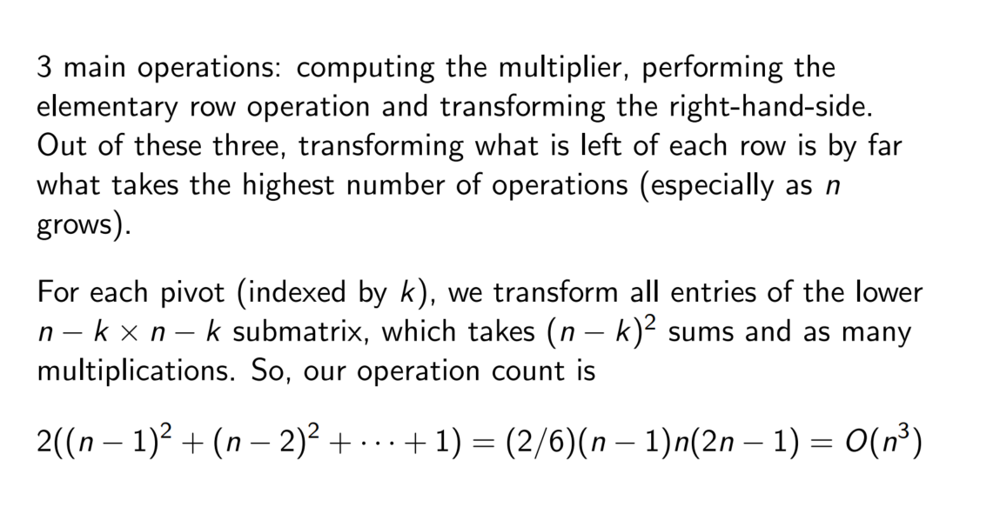 3 main operations: computing the multiplier, performing the
elementary row operation and transforming the right-hand-side.
Out of these three, transforming what is left of each row is by far
what takes the highest number of operations (especially as n
grows).
For each pivot (indexed by k), we transform all entries of the lower
n − k × n − k submatrix, which takes (n − k)² sums and as many
multiplications. So, our operation count is
2((n − 1)² + (n − 2)² + ⋯ + 1) = (2/6)(n − 1)n(2n − 1) = O(n³)